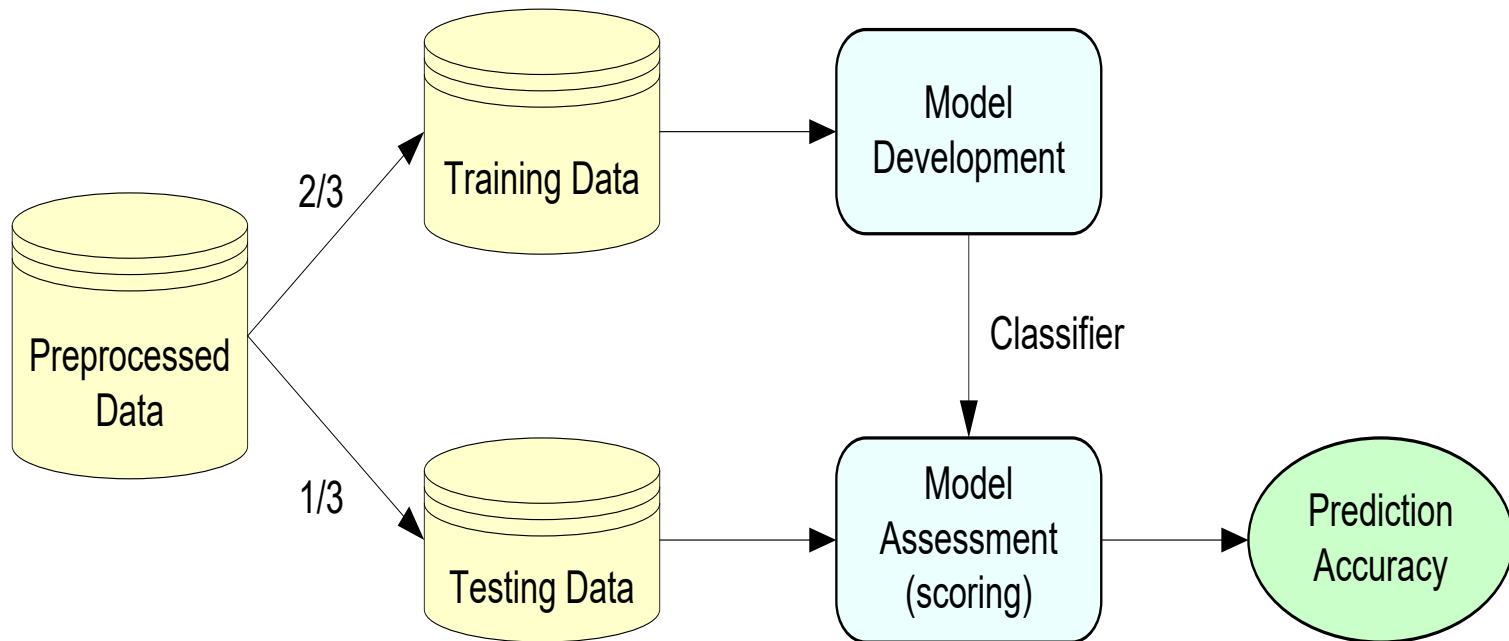 Preprocessed
Data
2/3
Training Data
Model
Development
Classifier
1/3
Testing Data
Model
Assessment
(scoring)
Prediction
Accuracy